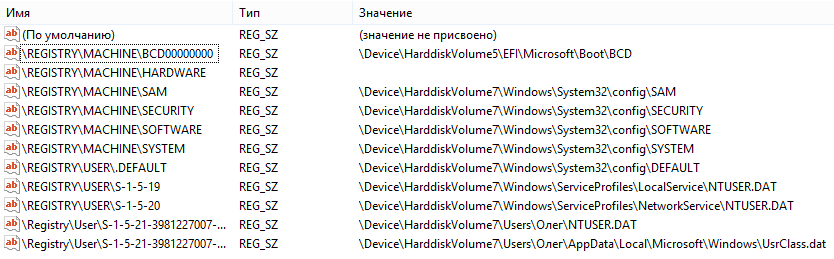 Имя Тип Значение
(По умолчанию) REG_SZ (значение не присвоено)
\REGISTRY\MACHINE\BCD00000000 REG_SZ \Device\HarddiskVolume5\EFI\Microsoft\Boot\BCD
\REGISTRY\MACHINE\HARDWARE REG_SZ
\REGISTRY\MACHINE\SAM REG_SZ \Device\HarddiskVolume7\Windows\System32\config\SAM
\REGISTRY\MACHINE\SECURITY REG_SZ \Device\HarddiskVolume7\Windows\System32\config\SECURITY
\REGISTRY\MACHINE\SOFTWARE REG_SZ \Device\HarddiskVolume7\Windows\System32\config\SOFTWARE
\REGISTRY\MACHINE\SYSTEM REG_SZ \Device\HarddiskVolume7\Windows\System32\config\SYSTEM
\REGISTRY\USER\.DEFAULT REG_SZ \Device\HarddiskVolume7\Windows\System32\config\DEFAULT
\REGISTRY\USER\S-1-5-19 REG_SZ \Device\HarddiskVolume7\Windows\ServiceProfiles\LocalService\NTUSER.DAT
\REGISTRY\USER\S-1-5-20 REG_SZ \Device\HarddiskVolume7\Windows\ServiceProfiles\NetworkService\NTUSER.DAT
\Registry\User\S-1-5-21-3981227007-... REG_SZ \Device\HarddiskVolume7\Users\Олег\NTUSER.DAT
\Registry\User\S-1-5-21-3981227007-... REG_SZ \Device\HarddiskVolume7\Users\Олег\AppData\Local\Microsoft\Windows\UsrClass.dat